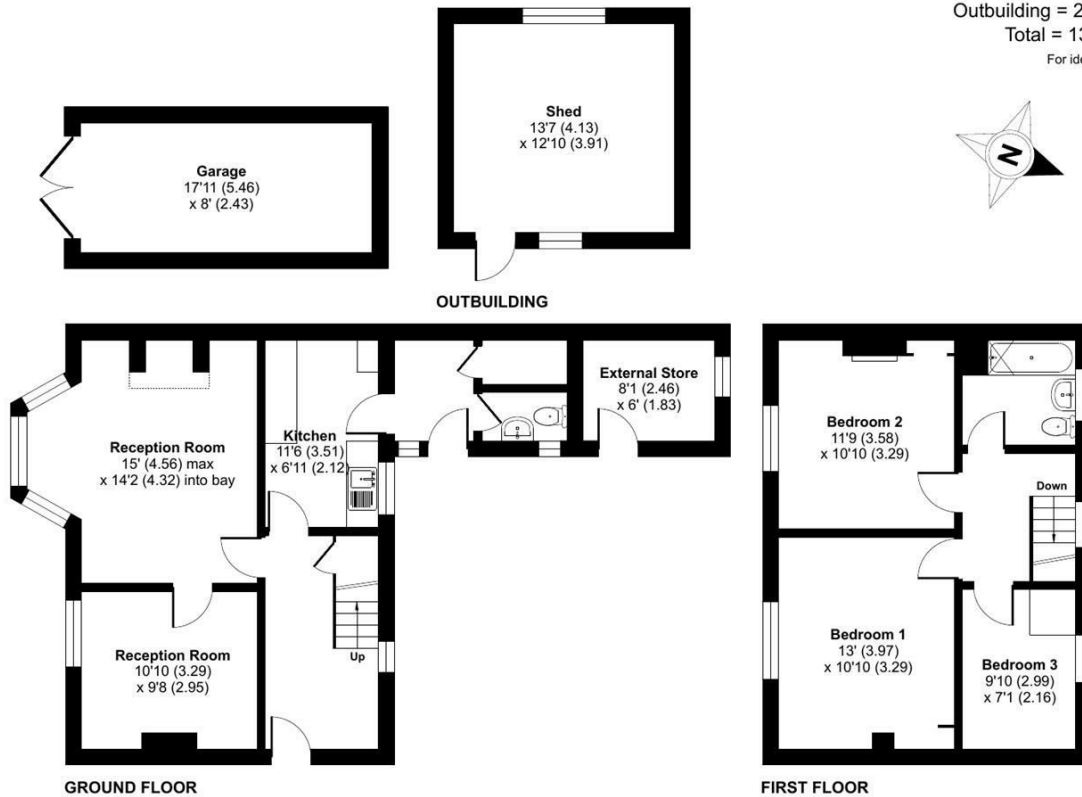 Outbuilding = 2
Total = 13
For ide
N
Shed
13'7 (4.13)
x 12'10 (3.91)
Garage
17'11 (5.46)
x 8' (2.43)
OUTBUILDING
Reception Room
15' (4.56) max
x 14'2 (4.32) into bay
Kitchen
11'6 (3.51)
x 6'11 (2.12)
External Store
8'1 (2.46)
x 6' (1.83)
Reception Room
10'10 (3.29)
x 9'8 (2.95)
Up
GROUND FLOOR
Bedroom 2
11'9 (3.58)
x 10'10 (3.29)
Down
Bedroom 1
13' (3.97)
x 10'10 (3.29)
Bedroom 3
9'10 (2.99)
x 7'1 (2.16)
FIRST FLOOR